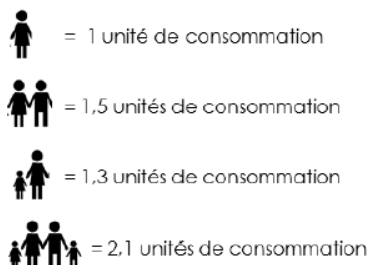 = 1 unité de consommation
= 1,5 unités de consommation
= 1,3 unités de consommation
= 2,1 unités de consommation